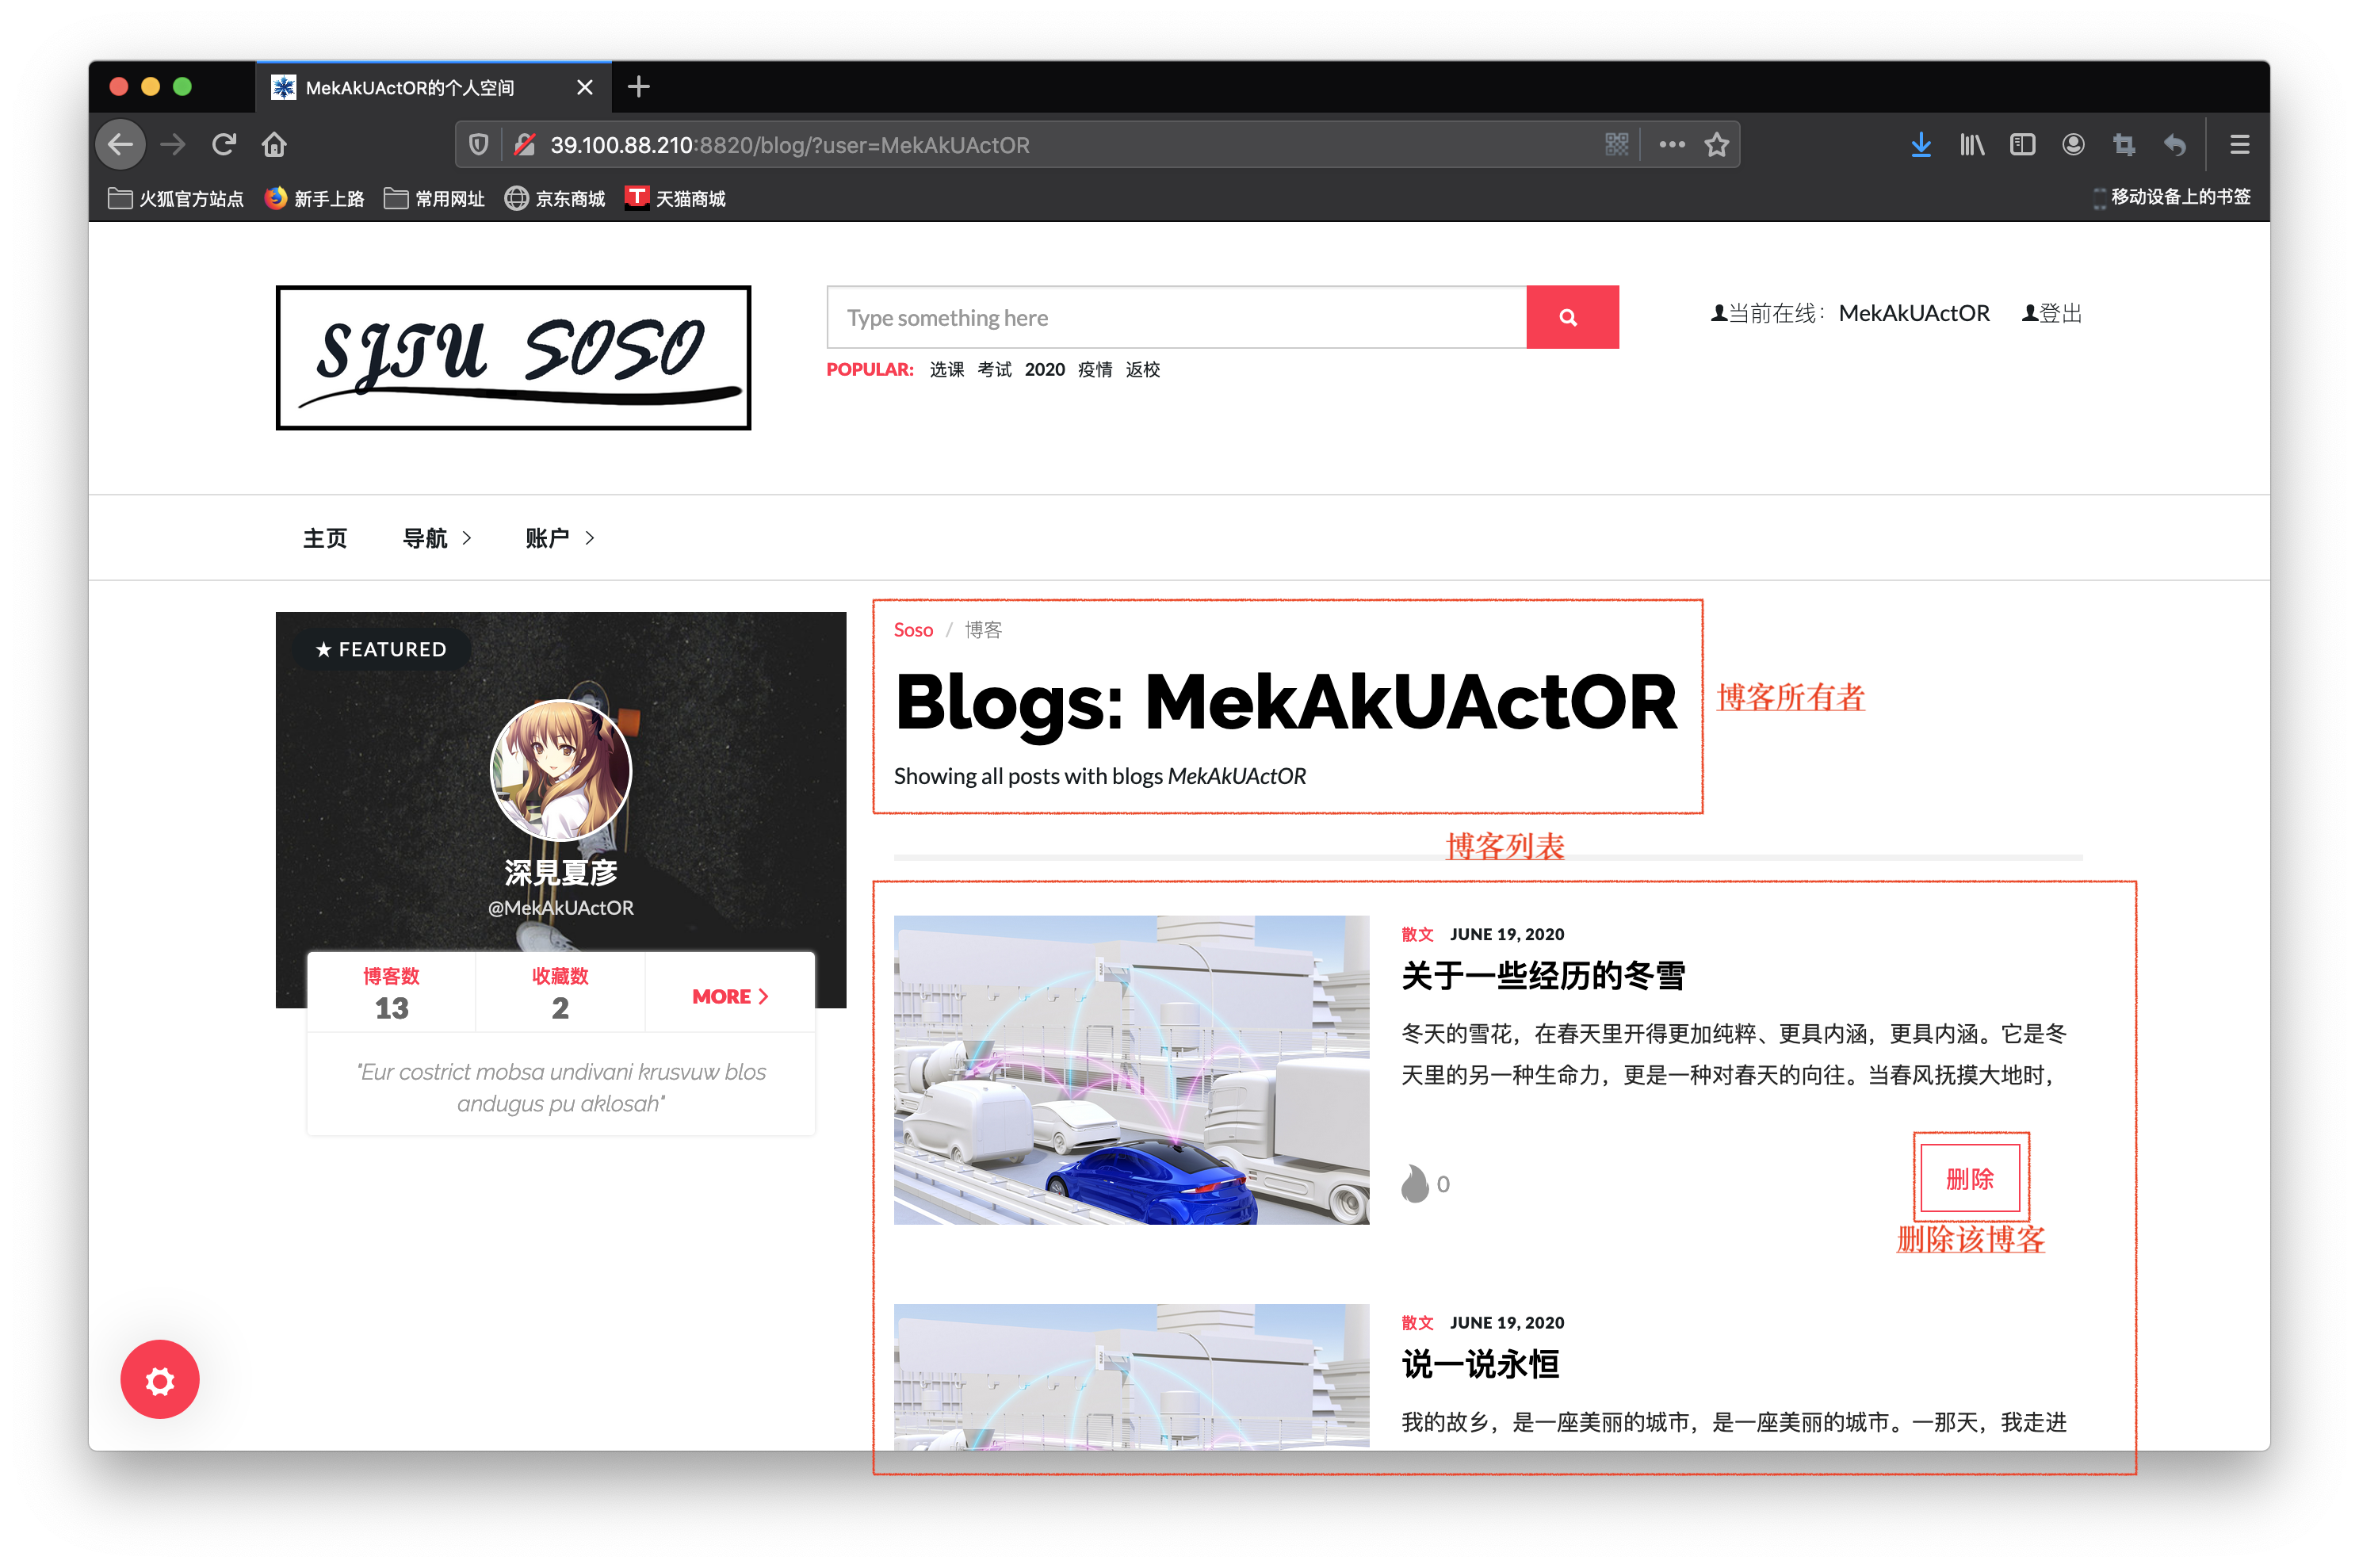 MekAkUActOR的个人空间
39.100.88.210:8820/blog/?user=MekAkUActOR
火狐官方站点 新手上路 常用网址 京东商城 T 天猫商城 移动设备上的书签
SJTU SOSO
Type something here
当前在线： MekAkUActOR 登出
POPULAR: 选课 考试 2020 疫情 返校
主页 导航 账户
★ FEATURED
深見夏彦
@MekAkUActOR
博客数 收藏数
13 2
MORE
"Eur costrict mobsa undivani krusvuw blos
andugus pu aklosah"
Soso / 博客
Blogs: MekAkUActOR
博客所有者
Showing all posts with blogs MekAkUActOR
博客列表
散文 JUNE 19, 2020
关于一些经历的冬雪
冬天的雪花，在春天里开得更加纯粹、更具内涵，更具内涵。它是冬
天里的另一种生命力，更是一种对春天的向往。当春风抚摸大地时，
0
删除
删除该博客
散文 JUNE 19, 2020
说一说永恒
我的故乡，是一座美丽的城市，是一座美丽的城市。一那天，我走进